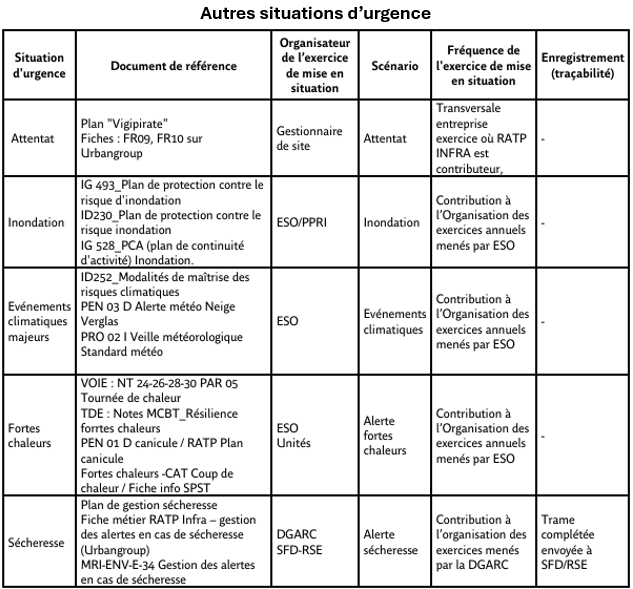 Autres situations d'urgence
Situation
d'urgence
Document de référence
Organisateur
de l'exercice
de mise en
situation
Scénario
Fréquence de
l'exercice de mise
en situation
Enregistrement
(traçabilité)
Attentat
Plan "Vigipirate"
Fiches : FR09, FR10 sur
Urbangroup
Gestionnaire
de site
Attentat
Transversale
entreprise
exercice où RATP
INFRA est
contributeur,
-
Inondation
IG 493_Plan de protection contre le
risque d'inondation
ID230_Plan de protection contre le
risque inondation
IG 528_PCA (plan de continuité
d'activité) Inondation.
ESO/PPRI
Inondation
Contribution à
l'Organisation des
exercices annuels
menés par ESO
-
Evénements
climatiques
majeurs
ID252_Modalités de maîtrise des
risques climatiques
PEN 03 D Alerte météo Neige
Verglas
PRO 02 I Veille météorologique
Standard météo
ESO
Evénements
climatiques
Contribution à
l'Organisation des
exercices annuels
menés par ESO
-
Fortes
chaleurs
VOIE : NT 24-26-28-30 PAR 05
Tournée de chaleur
TDE : Notes MCBT_Résilience
forrtes chaleurs
PEN 01 D canicule / RATP Plan
canicule
Fortes chaleurs -CAT Coup de
chaleur / Fiche info SPST
ESO
Unités
Alerte
fortes
chaleurs
Contribution à
l'Organisation des
exercices annuels
menés par ESO
-
Sécheresse
Plan de gestion sécheresse
Fiche métier RATP Infra – gestion
des alertes en cas de sécheresse
(Urbangroup)
MRI-ENV-E-34 Gestion des alertes
en cas de sécheresse
DGARC
SFD-RSE
Alerte
sécheresse
Contribution à
l'organisation des
exercices menés
par la DGARC
Trame
complétée
envoyée à
SFD/RSE